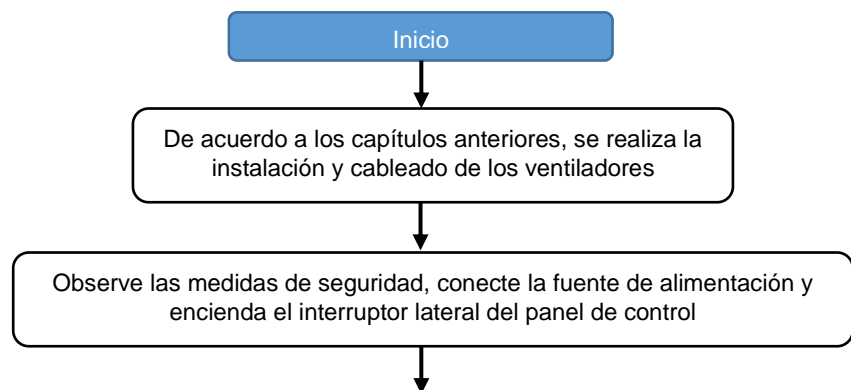 Inicio
De acuerdo a los capítulos anteriores, se realiza la
instalación y cableado de los ventiladores
Observe las medidas de seguridad, conecte la fuente de alimentación y
encienda el interruptor lateral del panel de control